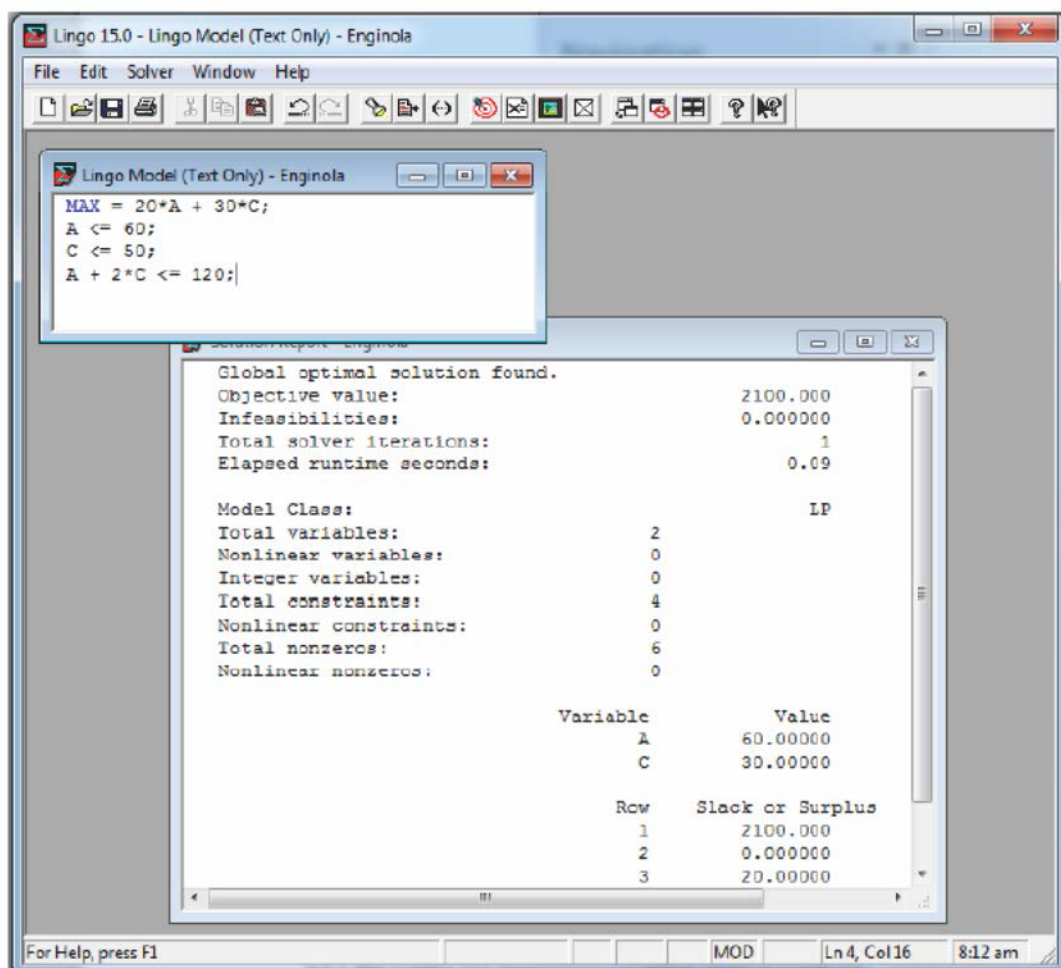 Lingo 15.0 - Lingo Model (Text Only) - Enginola
File Edit Solver Window Help
Lingo Model (Text Only) - Enginola
MAX = 20*A + 30*C;
A <= 60;
C <= 50;
A + 2*C <= 120;
Solution Report - Enginola
Global optimal solution found.
Objective value: 2100.000
Infeasibilities: 0.000000
Total solver iterations: 1
Elapsed runtime seconds: 0.09
Model Class: LP
Total variables: 2
Nonlinear variables: 0
Integer variables: 0
Total constraints: 4
Nonlinear constraints: 0
Total nonzeros: 6
Nonlinear nonzeros: 0
Variable Value
A 60.00000
C 30.00000
Row Slack or Surplus
1 2100.000
2 0.000000
3 20.00000
For Help, press F1 MOD Ln 4, Col 16 8:12 am